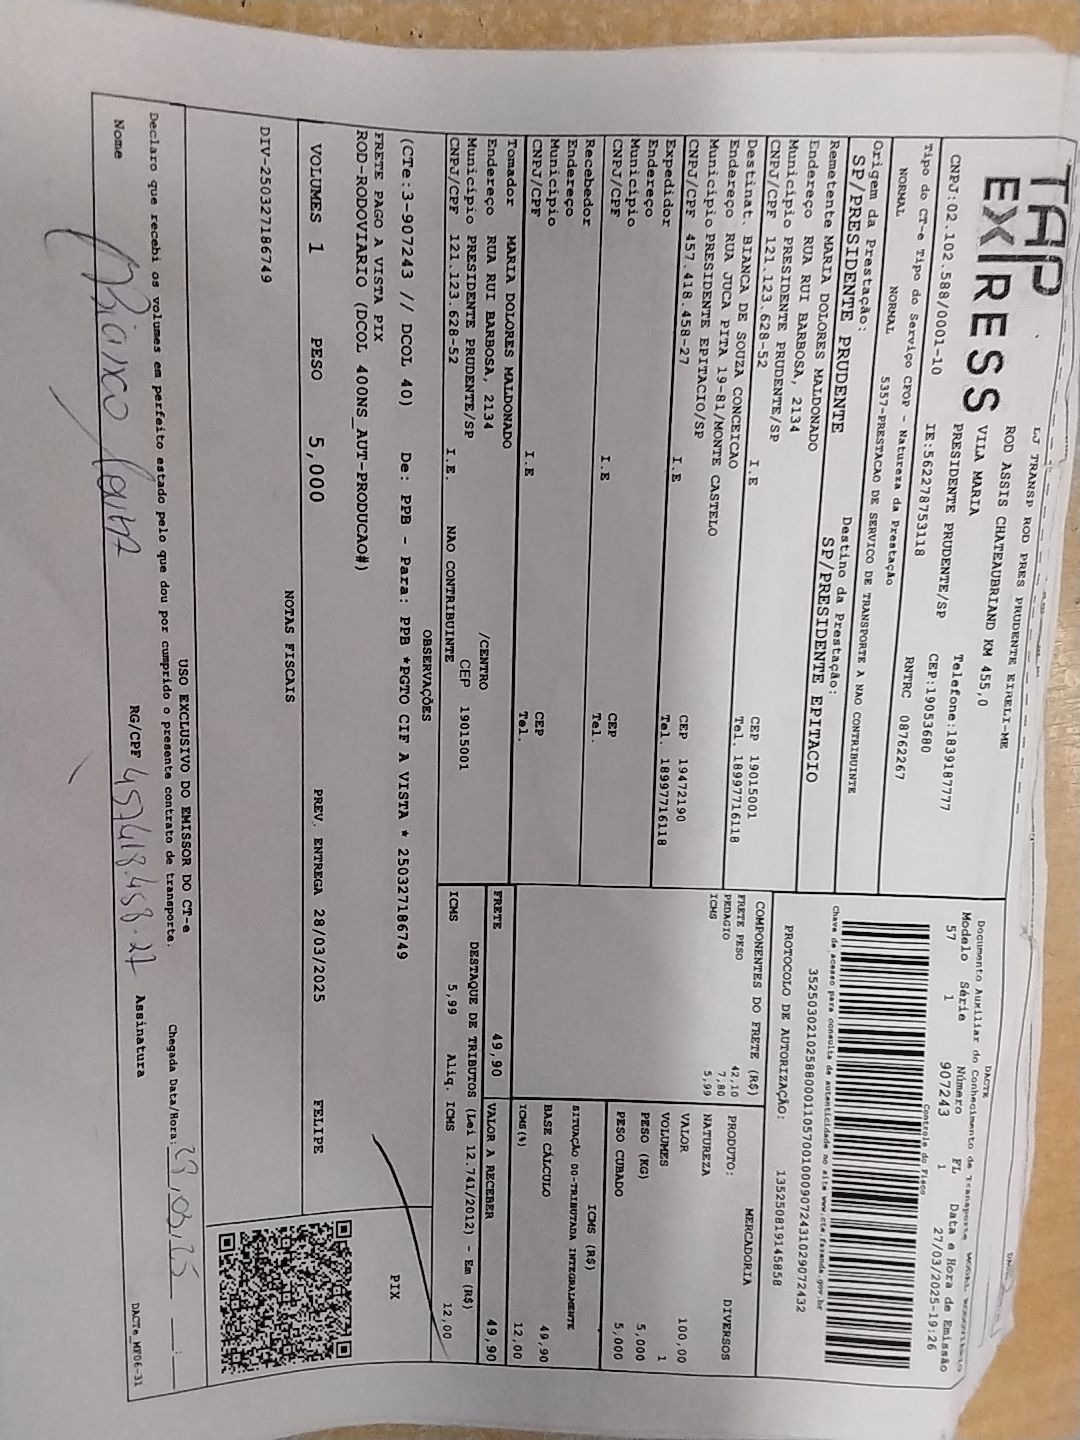 TAP
EXPRESS
LJ TRANSP ROD PRES PRUDENTE EIRELI-ME
ROD ASSIS CHATEAUBRIAND KM 455,0
VILA MARIA
PRESIDENTE PRUDENTE/SP Telefone:1839187777
CNPJ:02.102.588/0001-10 IE:562278753118 CEP:19053680
Tipo do CT-e Tipo do Serviço CFOP - Natureza da Prestação RNTRC 08762267
NORMAL NORMAL 5357-PRESTACAO DE SERVICO DE TRANSPORTE A NAO CONTRIBUINTE
Origem da Prestação: Destino da Prestação:
SP/PRESIDENTE PRUDENTE SP/PRESIDENTE EPITACIO
Remetente MARIA DOLORES MALDONADO
Endereço RUA RUI BARBOSA, 2134
Município PRESIDENTE PRUDENTE/SP CEP 19015001
CNPJ/CPF 121.123.628-52 I.E Tel. 18997716118
Destinat. BIANCA DE SOUZA CONCEICAO
Endereço RUA JUCA PITA 19-81/MONTE CASTELO
Município PRESIDENTE EPITACIO/SP CEP 19472190
CNPJ/CPF 457.418.458-27 I.E Tel. 18997716118
Expedidor
Endereço
Município CEP
CNPJ/CPF I.E Tel.
Recebedor
Endereço
Município CEP
CNPJ/CPF I.E Tel.
Tomador MARIA DOLORES MALDONADO
Endereço RUA RUI BARBOSA, 2134 /CENTRO
Município PRESIDENTE PRUDENTE/SP CEP 19015001
CNPJ/CPF 121.123.628-52 I.E. NAO CONTRIBUINTE
DACTE
Documento Auxiliar do Conhecimento de Transporte
Modelo Série Número FL Data e Hora de Emissão
57 1 907243 1 27/03/2025-19:26
Controle do Fisco
Chave de acesso para consulta de autenticidade no site www.cte.fazenda.gov.br
35250302102588000110570010009072431029072432
PROTOCOLO DE AUTORIZAÇÃO: 135250819145858
COMPONENTES DO FRETE (R$)
FRETE PESO 42,10
PEDAGIO 7,80
ICMS 5,99
MERCADORIA
PRODUTO: DIVERSOS
NATUREZA
VALOR 100,00
VOLUMES 1
PESO (KG) 5,000
PESO CUBADO 5,000
ICMS (R$)
SITUAÇÃO 00-TRIBUTADA INTEGRALMENTE
BASE CÁLCULO 49,90
ICMS(%) 12,00
FRETE 49,90 VALOR A RECEBER 49,90
DESTAQUE DE TRIBUTOS (Lei 12.741/2012) - Em (R$)
ICMS 5,99 Aliq. ICMS 12,00
OBSERVAÇÕES
(CTe:3-907243 // DCOL 40) De: PPB - Para: PPB *PGTO CIF A VISTA * 250327186749
FRETE PAGO A VISTA PIX
ROD-RODOVIARIO (DCOL 400NS_AUT-PRODUCAO#)
PIX
VOLUMES 1 PESO 5,000 PREV. ENTREGA 28/03/2025 FELIPE
NOTAS FISCAIS
DIV-250327186749
USO EXCLUSIVO DO EMISSOR DO CT-e
Declaro que recebi os volumes em perfeito estado pelo que dou por cumprido o presente contrato de transporte. Chegada Data/Hora:
Nome RG/CPF 457418.458-27 Assinatura
DACTe_MF06-31